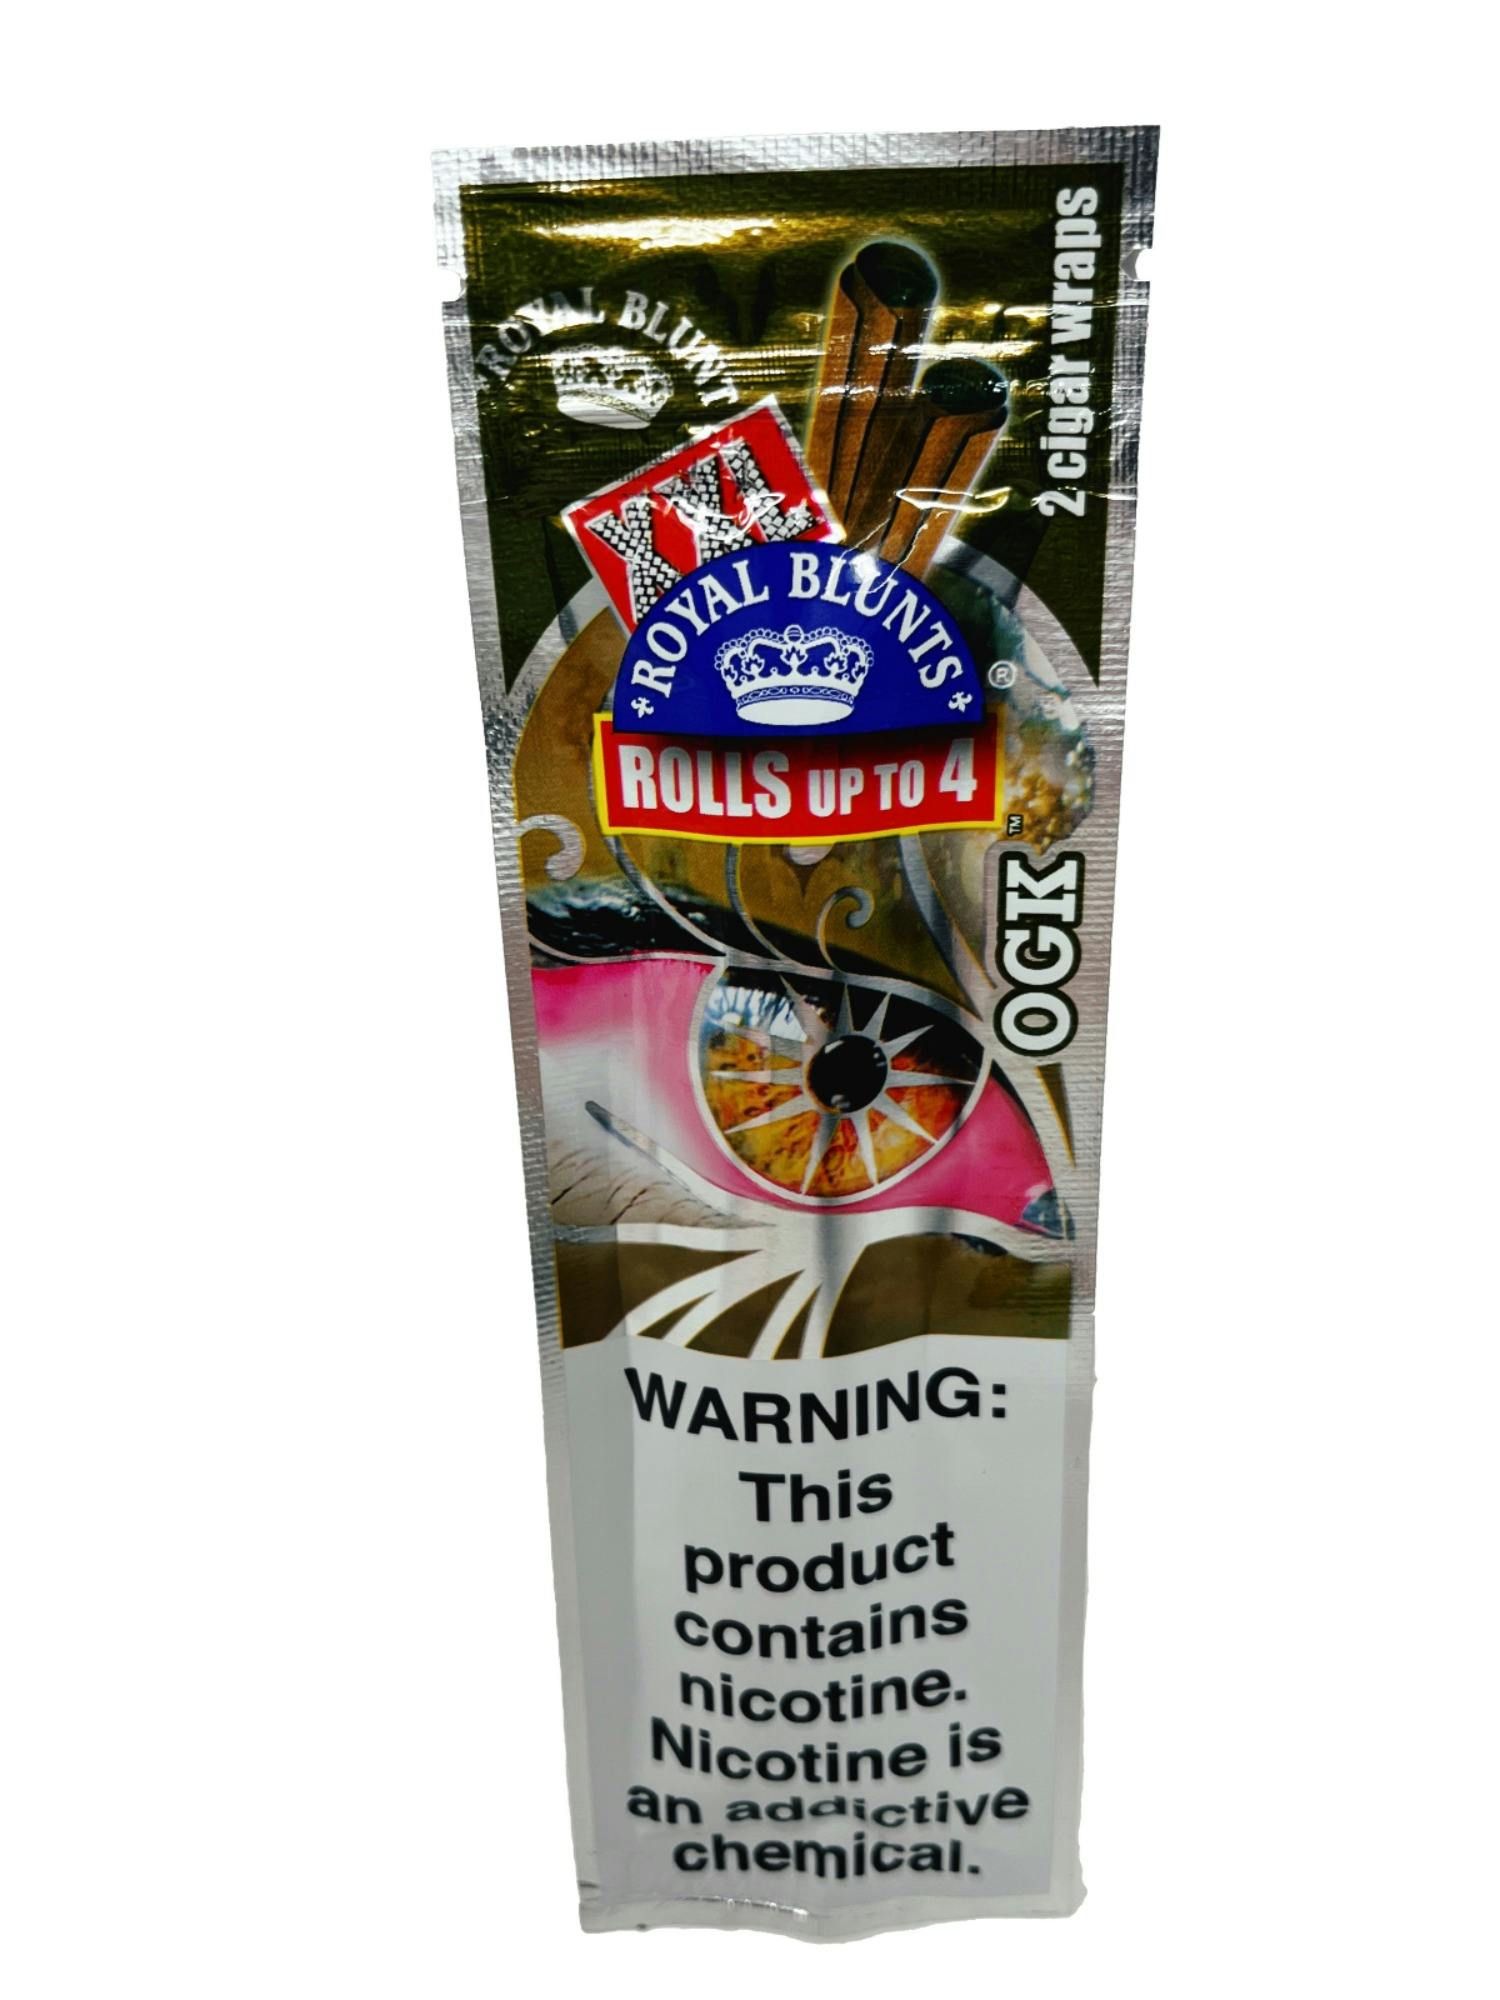 2 cigar wraps
ROYAL BLUNT
XXL
ROYAL BLUNTS
®
ROLLS UP TO 4
™
OGK
WARNING:
This
product
contains
nicotine.
Nicotine is
an addictive
chemical.